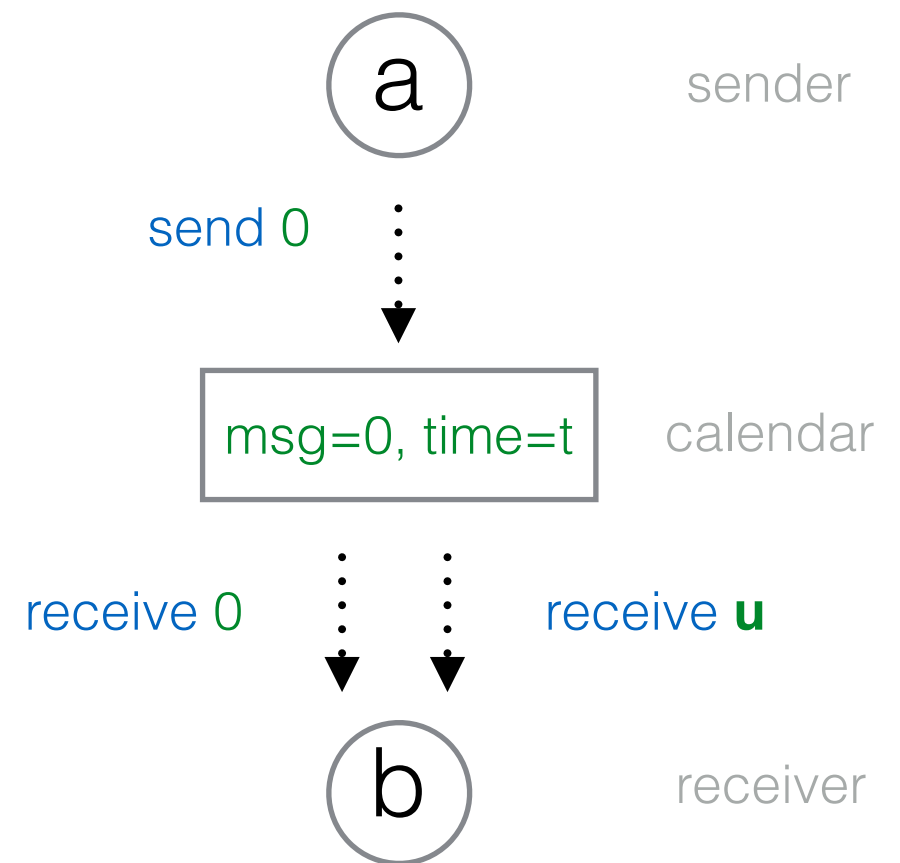 a
sender
send 0
msg=0, time=t
calendar
receive 0
receive u
b
receiver